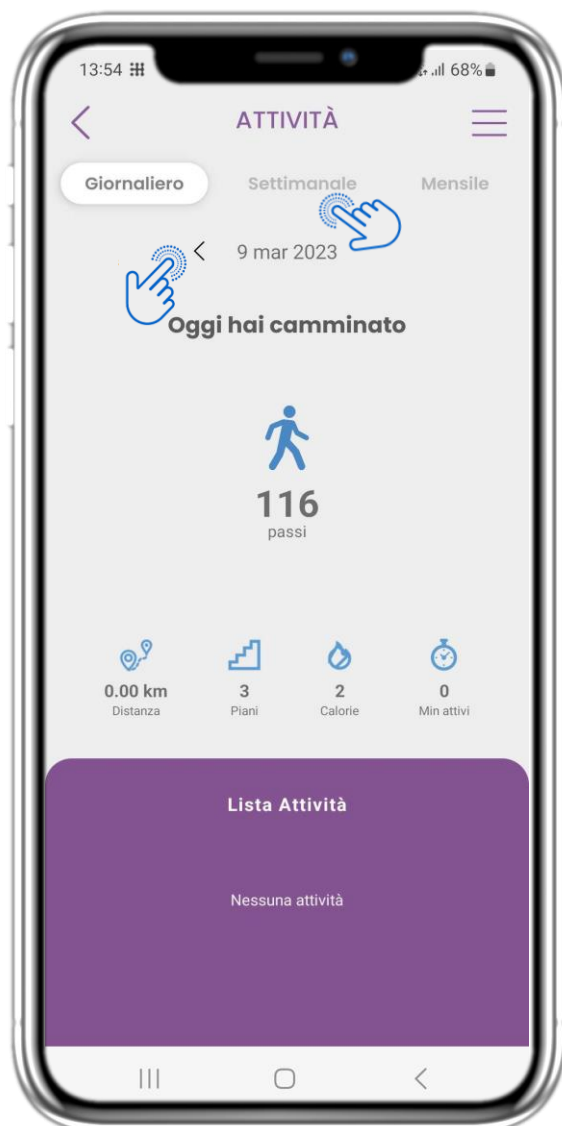 13:54 68%
ATTIVITÀ
Giornaliero Settimanale Mensile
9 mar 2023
Oggi hai camminato
116
passi
0.00 km 3 2 0
Distanza Piani Calorie Min attivi
Lista Attività
Nessuna attività